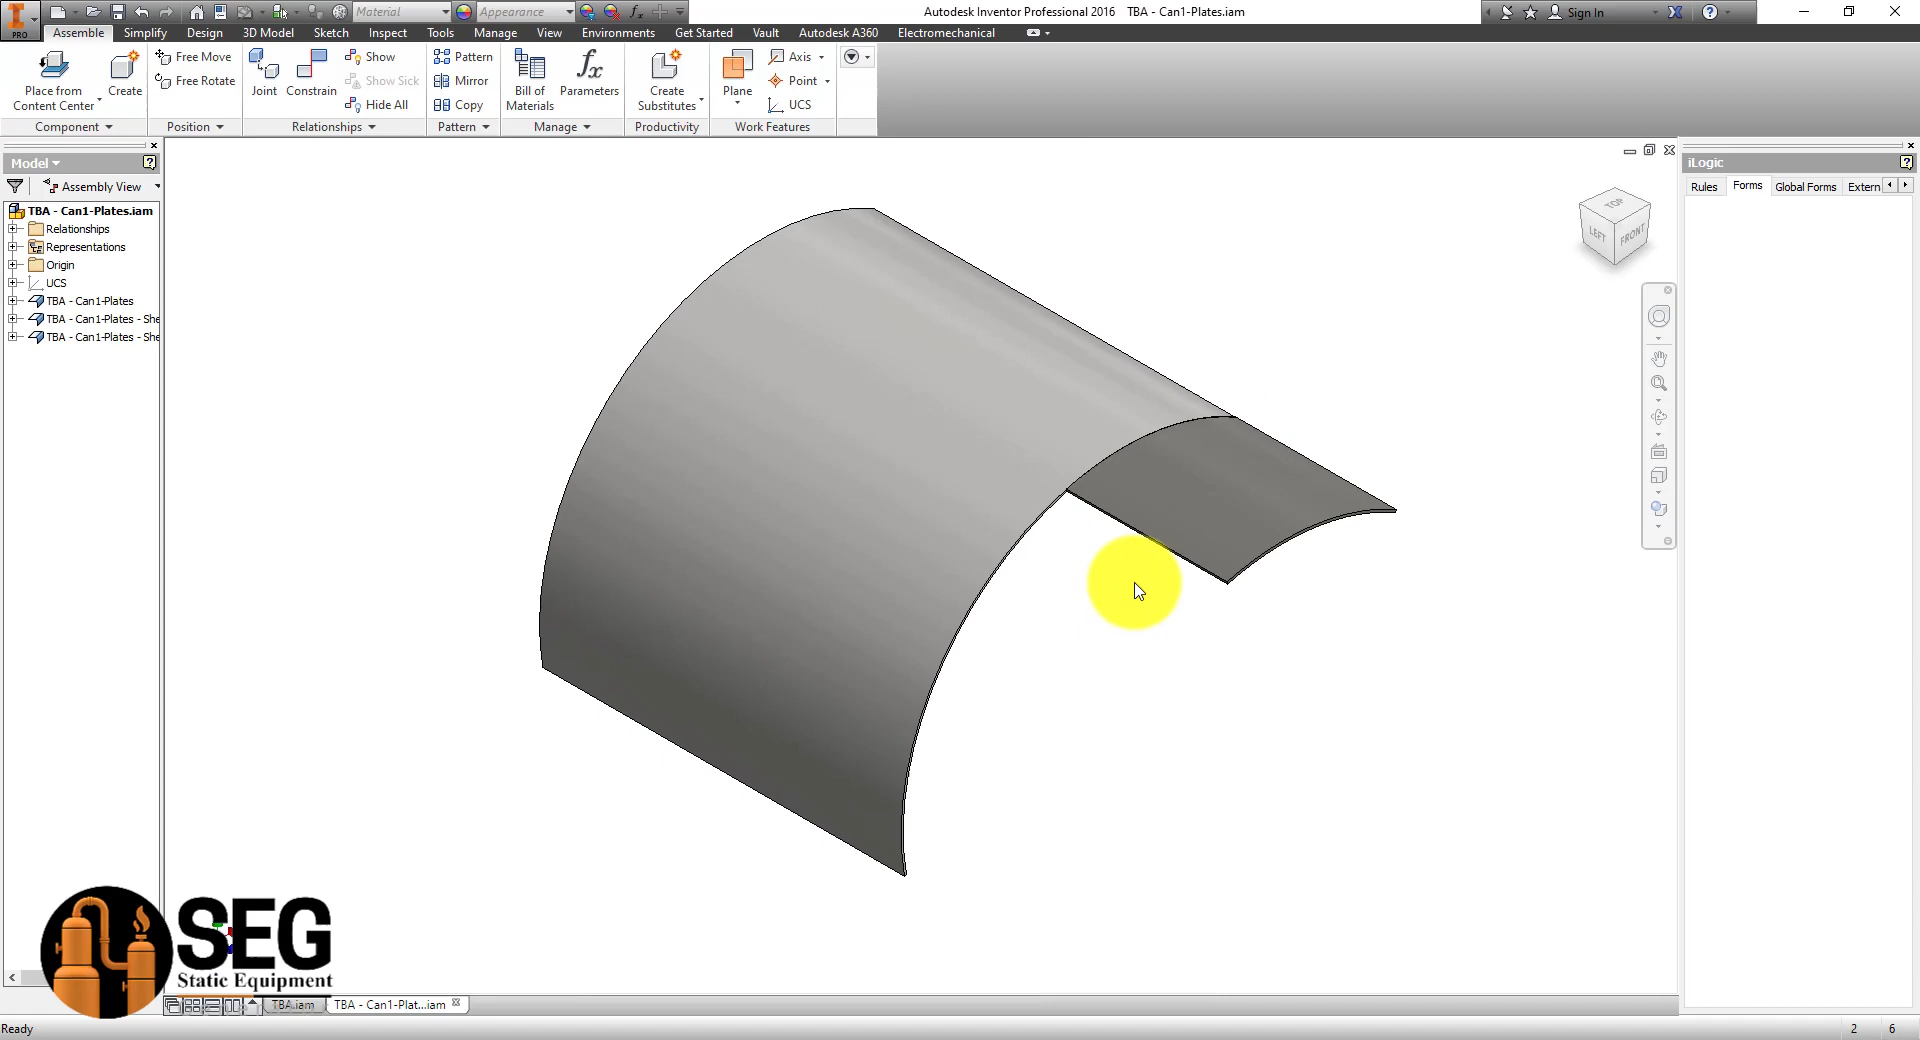 PRO
Material
Appearance
fx
Autodesk Inventor Professional 2016 TBA - Can1-Plates.iam
Sign In
Assemble Simplify Design 3D Model Sketch Inspect Tools Manage View Environments Get Started Vault Autodesk A360 Electromechanical
Place from Content Center
Create
Free Move
Free Rotate
Joint
Constrain
Show
Show Sick
Hide All
Pattern
Mirror
Copy
Bill of Materials
fx
Parameters
Create Substitutes
Plane
Axis
Point
UCS
Component Position Relationships Pattern Manage Productivity Work Features
Model
Assembly View
TBA - Can1-Plates.iam
Relationships
Representations
Origin
UCS
TBA - Can1-Plates
TBA - Can1-Plates - She
TBA - Can1-Plates - She
iLogic
Rules Forms Global Forms Extern
TOP
LEFT FRONT
SEG
Static Equipment
TBA.iam TBA - Can1-Plat...iam
Ready 2 6